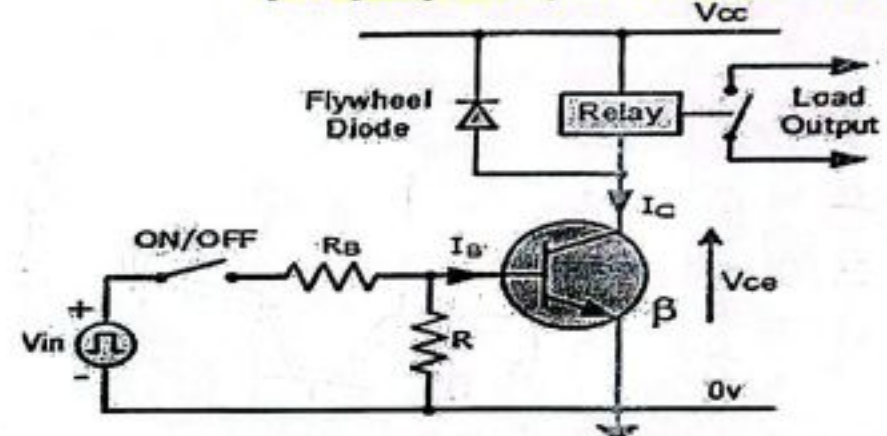 Vcc
Flywheel
Diode
Relay
Load
Output
IC
ON/OFF
RB
IB
Vce
β
+
Vin
-
R
0v